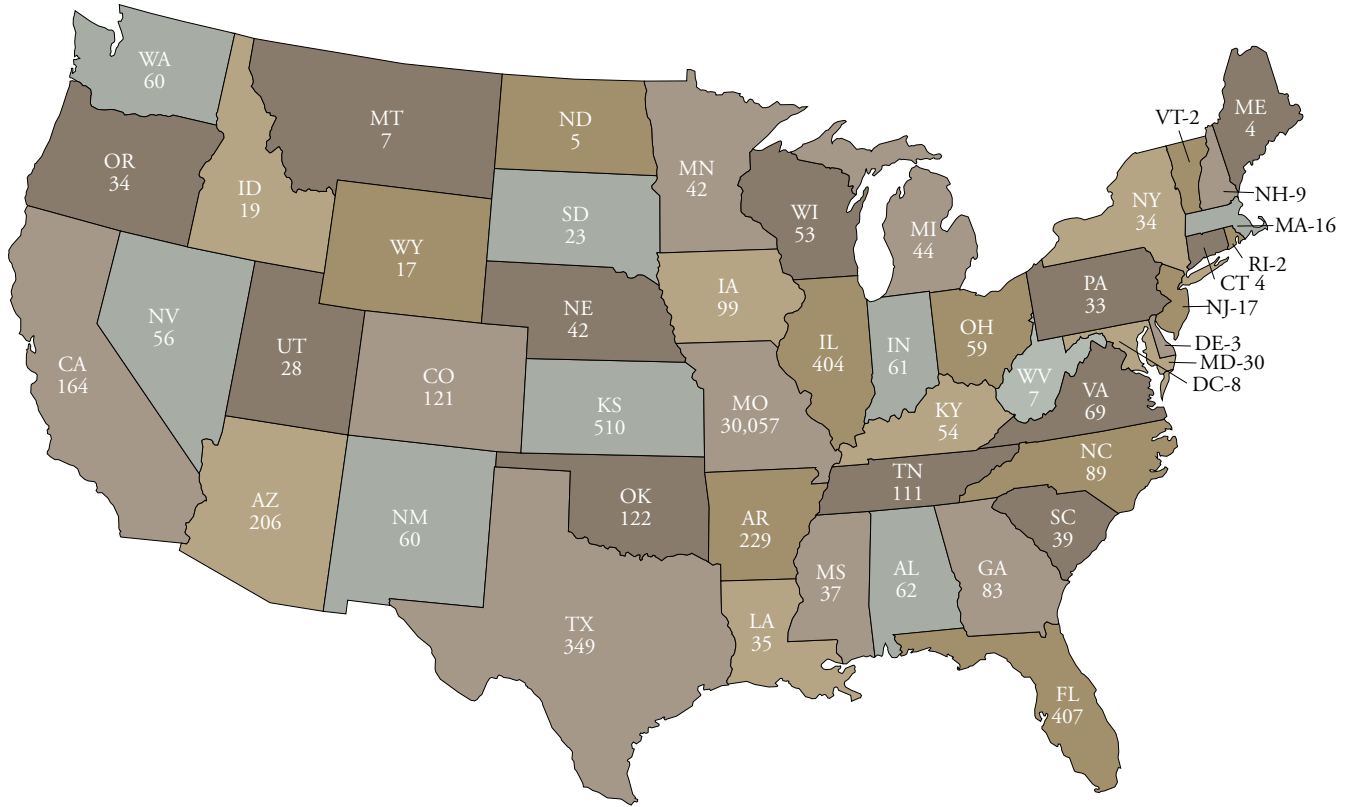 WA
60
OR
34
CA
164
NV
56
ID
19
MT
7
WY
17
UT
28
AZ
206
CO
121
NM
60
ND
5
SD
23
NE
42
KS
510
OK
122
TX
349
MN
42
IA
99
MO
30,057
AR
229
LA
35
WI
53
IL
404
MI
44
IN
61
OH
59
KY
54
TN
111
MS
37
AL
62
GA
83
FL
407
SC
39
NC
89
VA
69
WV
7
PA
33
NY
34
VT-2
ME
4
NH-9
MA-16
RI-2
CT 4
NJ-17
DE-3
MD-30
DC-8